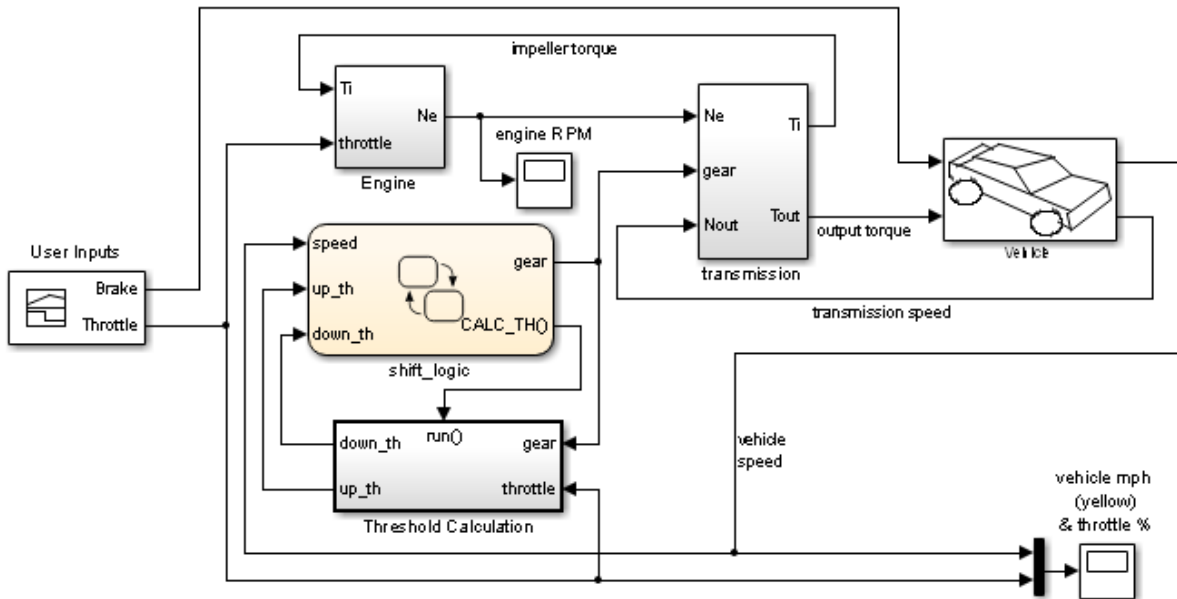 impeller torque
Ti
Ne
throttle
Engine
engine RPM
Ne
Ti
gear
Nout
Tout
transmission
output torque
Vehicle
transmission speed
User Inputs
Brake
Throttle
speed
gear
up_th
CALC_TH()
down_th
shift_logic
run()
down_th
gear
up_th
throttle
Threshold Calculation
vehicle
speed
vehicle mph
(yellow)
& throttle %